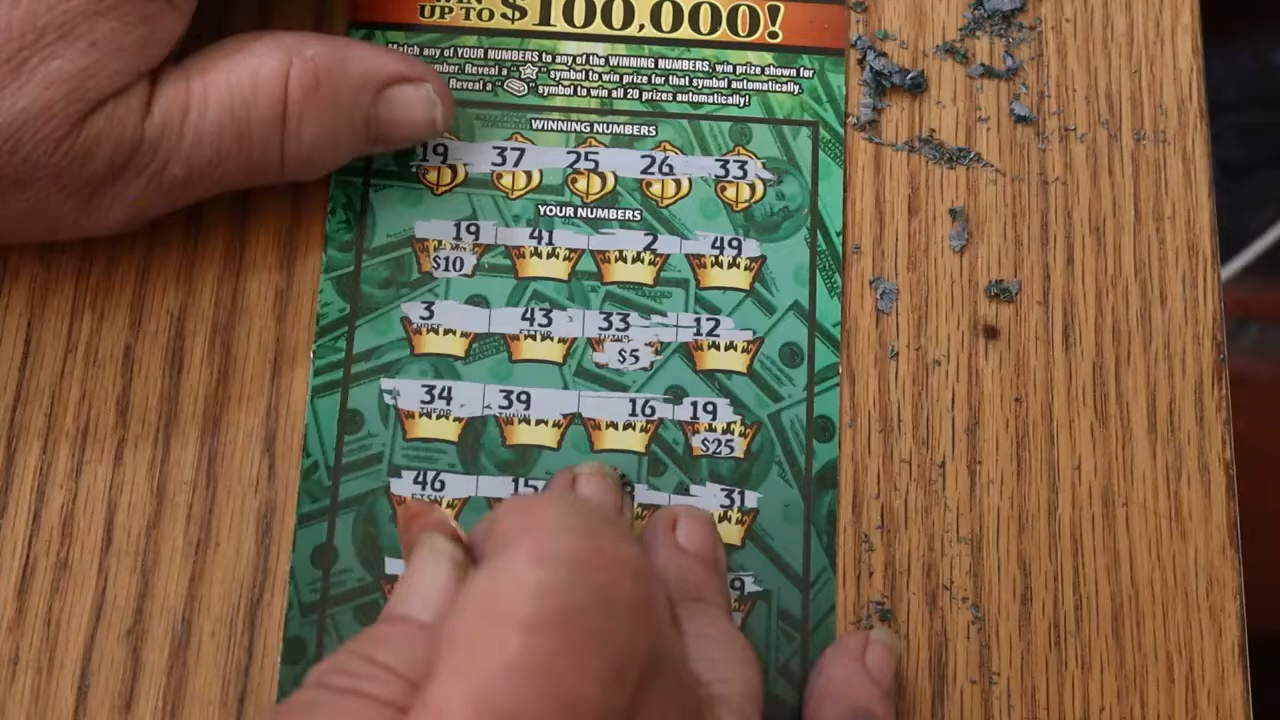 WIN
UP TO $100,000!
Match any of YOUR NUMBERS to any of the WINNING NUMBERS, win prize shown for
Reveal a " " symbol to win prize for that symbol automatically.
Reveal a " " symbol to win all 20 prizes automatically!
WINNING NUMBERS
19 37 25 26 33
YOUR NUMBERS
19 41 2 49
$10
3 43 33 12
$5
34 39 16 19
$25
46 15 31
9